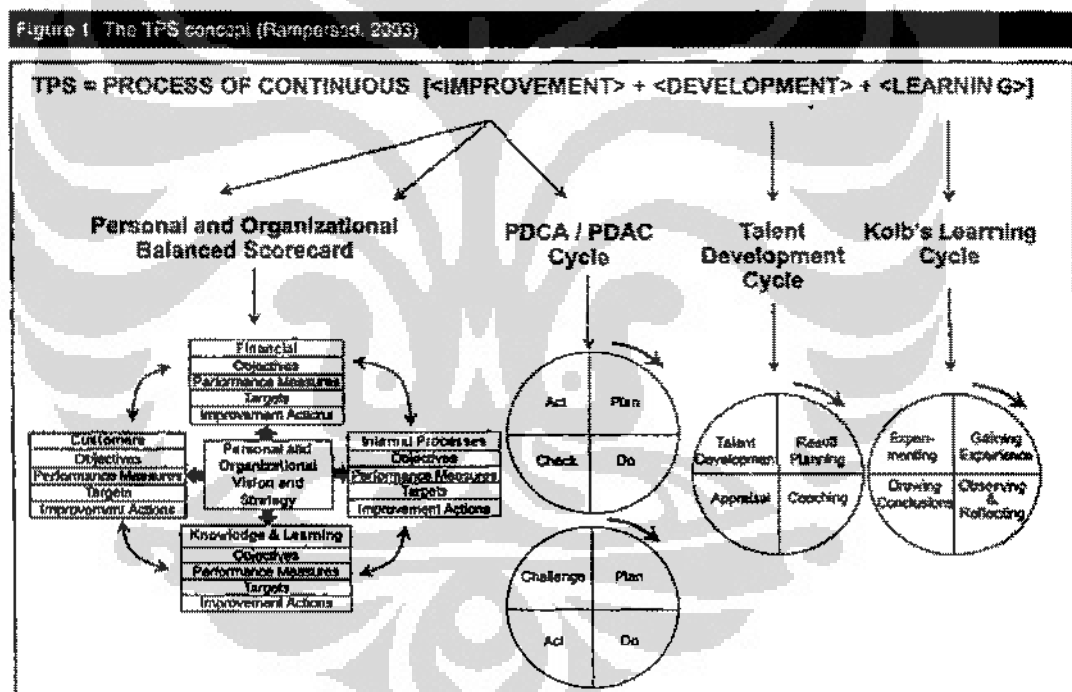 Figure 1 The TPS concept (Rampersad, 2003)
TPS = PROCESS OF CONTINUOUS [<IMPROVEMENT> + <DEVELOPMENT> + <LEARNING>]
Personal and Organizational
Balanced Scorecard
PDCA / PDAC
Cycle
Talent
Development
Cycle
Kolb's Learning
Cycle
Financial
Objectives
Performance Measures
Targets
Improvement Actions
Customers
Objectives
Performance Measures
Targets
Improvement Actions
Personal and
Organizational
Vision and
Strategy
Internal Processes
Objectives
Performance Measures
Targets
Improvement Actions
Knowledge & Learning
Objectives
Performance Measures
Targets
Improvement Actions
Act
Plan
Check
Do
Challenge
Plan
Act
Do
Talent
Development
Result
Planning
Appraisal
Coaching
Experi-
menting
Gaining
Experience
Drawing
Conclusions
Observing
&
Reflecting